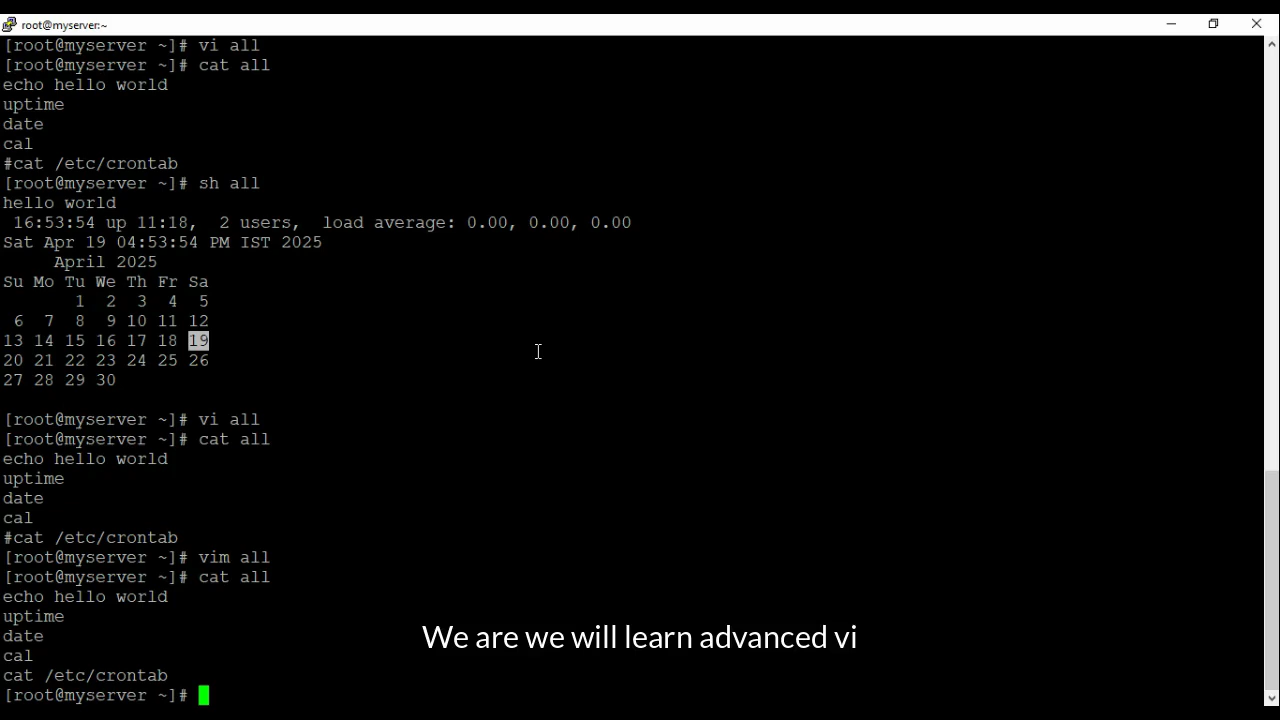 root@myserver:~
[root@myserver ~]# vi all
[root@myserver ~]# cat all
echo hello world
uptime
date
cal
#cat /etc/crontab
[root@myserver ~]# sh all
hello world
 16:53:54 up 11:18,  2 users,  load average: 0.00, 0.00, 0.00
Sat Apr 19 04:53:54 PM IST 2025
     April 2025
Su Mo Tu We Th Fr Sa
       1  2  3  4  5
 6  7  8  9 10 11 12
13 14 15 16 17 18 19
20 21 22 23 24 25 26
27 28 29 30
[root@myserver ~]# vi all
[root@myserver ~]# cat all
echo hello world
uptime
date
cal
#cat /etc/crontab
[root@myserver ~]# vim all
[root@myserver ~]# cat all
echo hello world
uptime
date
cal
cat /etc/crontab
[root@myserver ~]#
We are we will learn advanced vi